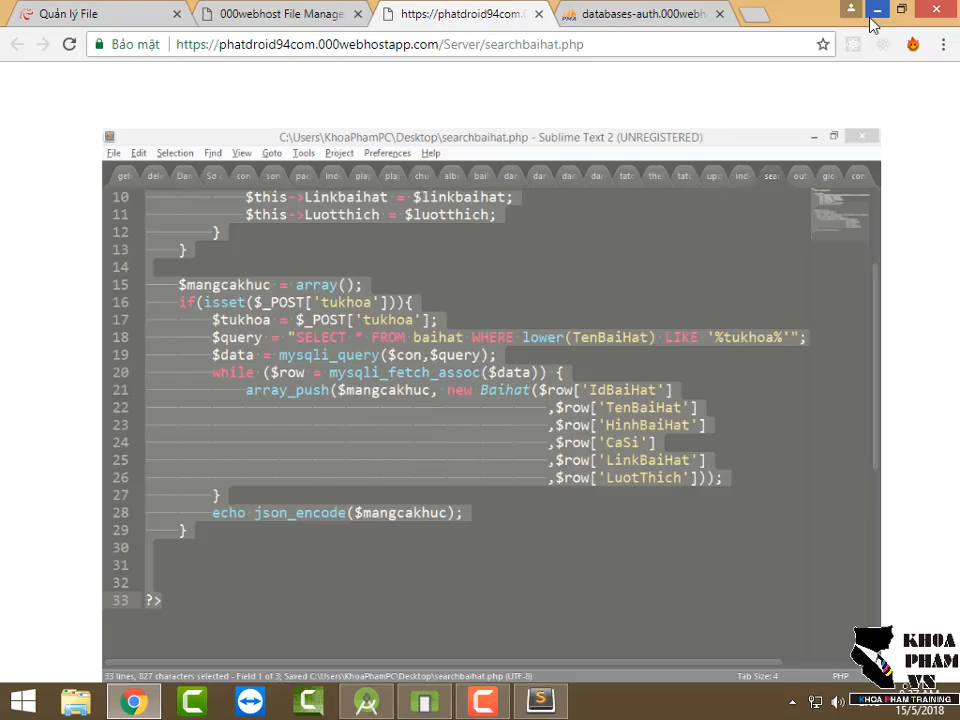 Quản lý File
000webhost File Manage
https://phatdroid94com.
databases-auth.000webh
Bảo mật
https://phatdroid94com.000webhostapp.com/Server/searchbaihat.php
C:\Users\KhoaPhamPC\Desktop\searchbaihat.php - Sublime Text 2 (UNREGISTERED)
File Edit Selection Find View Goto Tools Project Preferences Help
10 $this->Linkbaihat = $linkbaihat;
11 $this->Luotthich = $luotthich;
12 }
13 }
14
15 $mangcakhuc = array();
16 if(isset($_POST['tukhoa'])){
17 $tukhoa = $_POST['tukhoa'];
18 $query = "SELECT * FROM baihat WHERE lower(TenBaiHat) LIKE '%tukhoa%'";
19 $data = mysqli_query($con,$query);
20 while ($row = mysqli_fetch_assoc($data)) {
21 array_push($mangcakhuc, new Baihat($row['IdBaiHat']
22 ,$row['TenBaiHat']
23 ,$row['HinhBaiHat']
24 ,$row['CaSi']
25 ,$row['LinkBaiHat']
26 ,$row['LuotThich']));
27 }
28 echo json_encode($mangcakhuc);
29 }
30
31
32
33 ?>
33 lines, 827 characters selected - Field 1 of 3; Saved C:\Users\KhoaPhamPC\Desktop\searchbaihat.php (UTF-8)
Tab Size: 4
PHP
KHOA
PHAM
.VN
KHOA PHAM TRAINING
15/5/2018